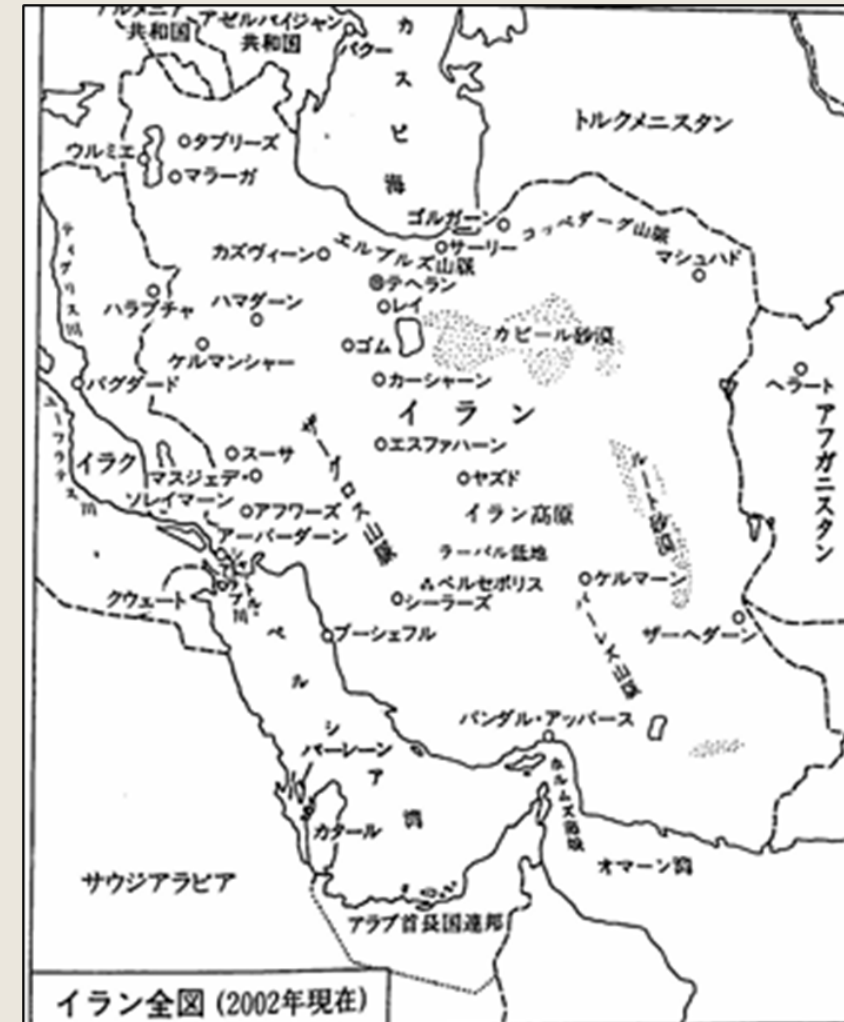 アルメニア
共和国
アゼルバイジャン
共和国
バクー
カスピ海
トルクメニスタン
ウルミエ
タブリーズ
マラーガ
ゴルガーン
コッペダーグ山脈
カズヴィーン
エルブルズ山脈
サーリー
マシュハド
テヘラン
ティグリス川
ハラブチャ
ハマダーン
レイ
カビール砂漠
ケルマンシャー
ゴム
バグダード
カーシャーン
ヘラート
ユーフラテス川
イラン
アフガニスタン
イラク
スーサ
ザーグロス山脈
エスファハーン
マスジェデ・
ソレイマーン
ヤズド
ルート砂漠
アフワーズ
イラン高原
アーバーダーン
ラーバル低地
クウェート
ペルセポリス
シーラーズ
ケルマーン
ブーシェフル
ザーヘダーン
ペルシア湾
バンダル・アッバース
バーレーン
ホルムズ海峡
カタール
オマーン湾
サウジアラビア
アラブ首長国連邦
イラン全図 (2002年現在)